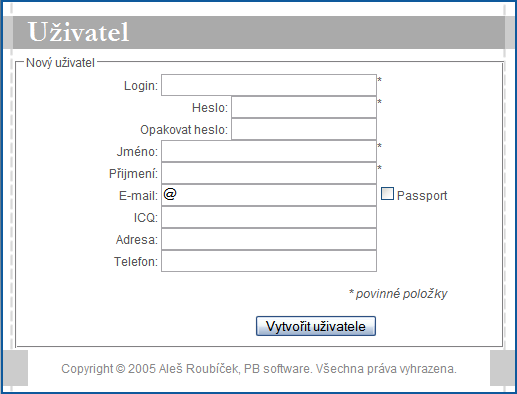 Uživatel
Nový uživatel
Login: *
Heslo: *
Opakovat heslo:
Jméno: *
Přijmení: *
E-mail: @ Passport
ICQ:
Adresa:
Telefon:
* povinné položky
Vytvořit uživatele
Copyright © 2005 Aleš Roubíček, PB software. Všechna práva vyhrazena.